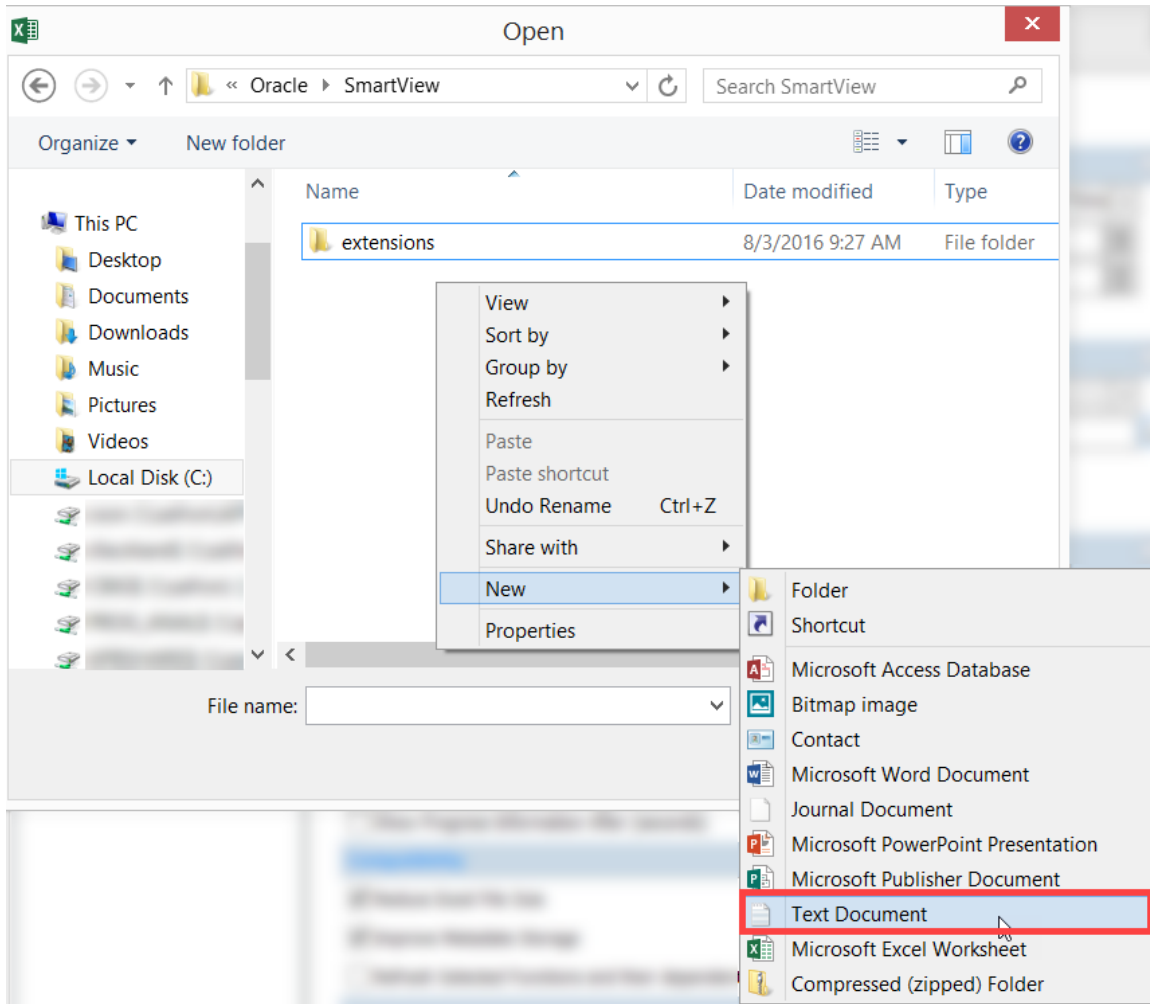 Open
« Oracle SmartView
Search SmartView
Organize
New folder
Name
Date modified
Type
This PC
extensions
8/3/2016 9:27 AM
File folder
Desktop
Documents
Downloads
Music
Pictures
Videos
Local Disk (C:)
View
Sort by
Group by
Refresh
Paste
Paste shortcut
Undo Rename Ctrl+Z
Share with
New
Properties
Folder
Shortcut
Microsoft Access Database
Bitmap image
Contact
Microsoft Word Document
Journal Document
Microsoft PowerPoint Presentation
Microsoft Publisher Document
Text Document
Microsoft Excel Worksheet
Compressed (zipped) Folder
File name: